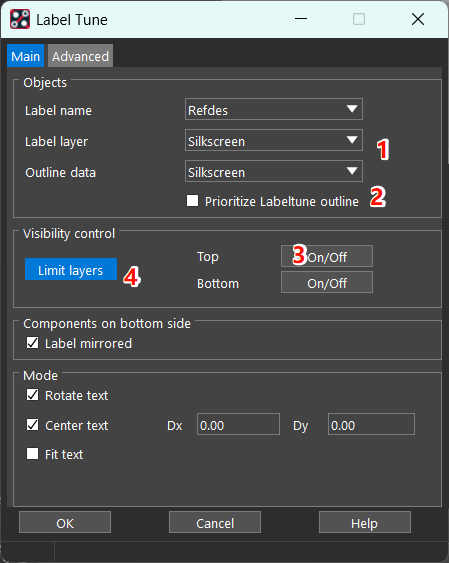 Label Tune
Main Advanced
Objects
Label name Refdes
Label layer Silkscreen 1
Outline data Silkscreen
Prioritize Labeltune outline 2
Visibility control
Top On/Off 3
Limit layers 4
Bottom On/Off
Components on bottom side
Label mirrored
Mode
Rotate text
Center text Dx 0.00 Dy 0.00
Fit text
OK Cancel Help